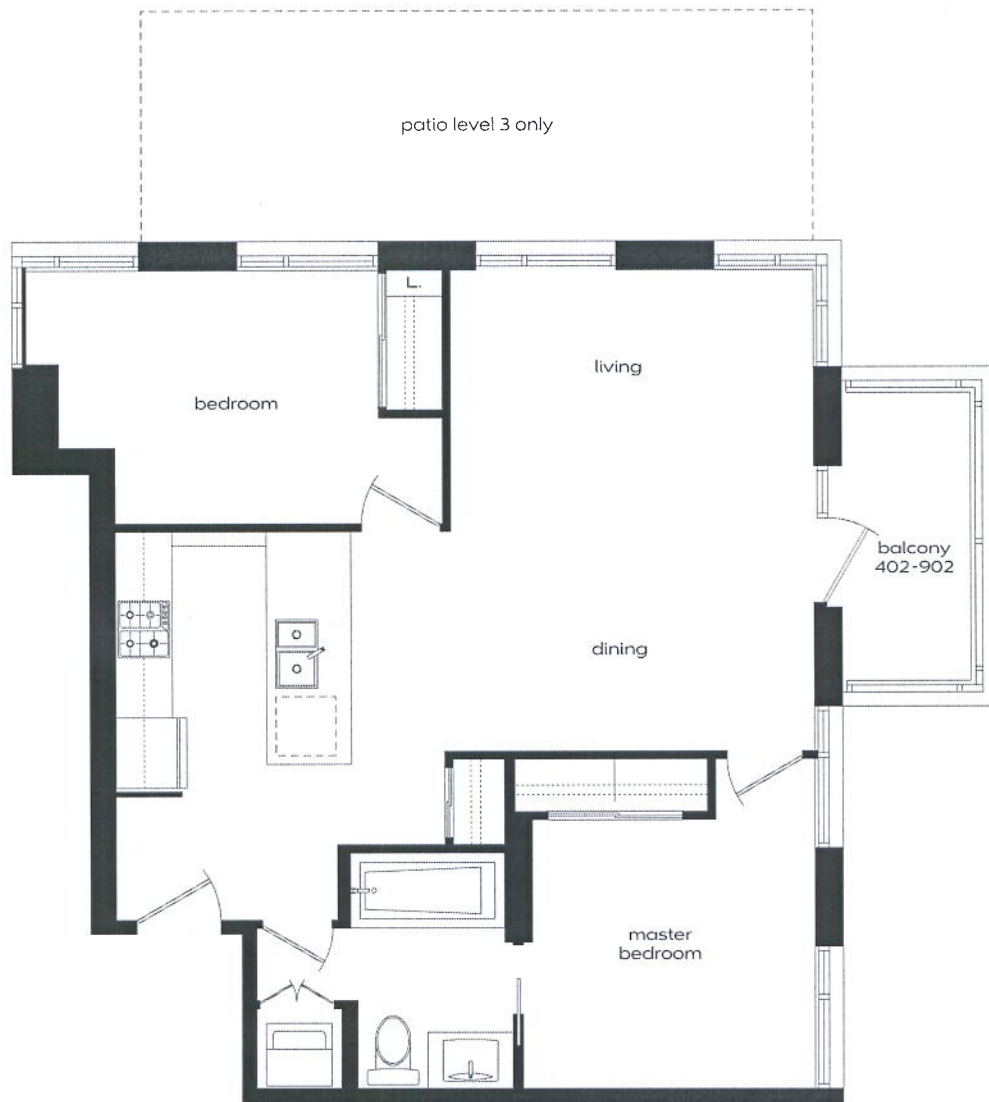 patio level 3 only
L.
living
bedroom
balcony
402-902
dining
master
bedroom